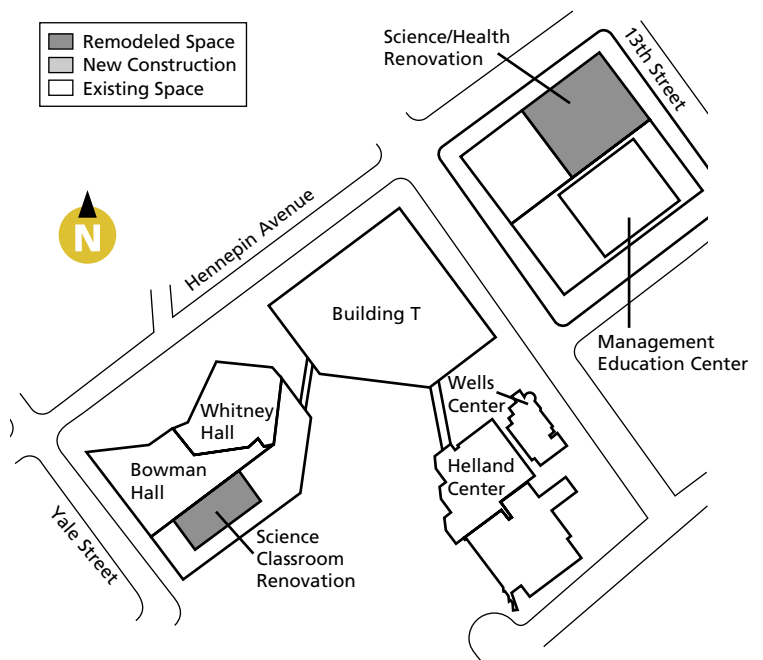 Remodeled Space
New Construction
Existing Space
Science/Health
Renovation
13th Street
N
Hennepin Avenue
Building T
Management
Education Center
Wells
Center
Whitney
Hall
Bowman
Hall
Helland
Center
Yale Street
Science
Classroom
Renovation